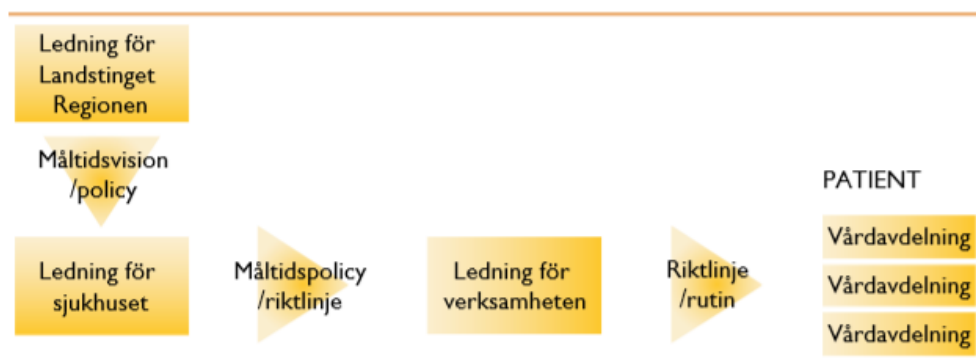 Ledning för
Landstinget
Regionen
Måltidsvision
/policy
Ledning för
sjukhuset
Måltidspolicy
/riktlinje
Ledning för
verksamheten
Riktlinje
/rutin
PATIENT
Vårdavdelning
Vårdavdelning
Vårdavdelning